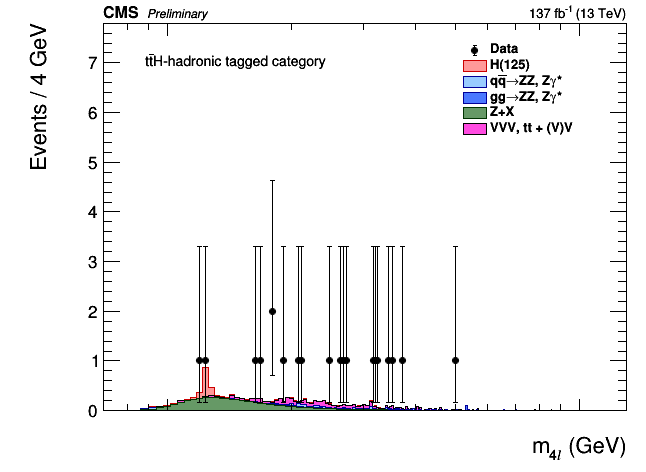 CMS Preliminary 137 fb⁻¹ (13 TeV)
Events / 4 GeV
tt̄H-hadronic tagged category
Data
H(125)
qq̄→ZZ, Zγ*
gg→ZZ, Zγ*
Z+X
VVV, tt + (V)V
7
6
5
4
3
2
1
0
m4l (GeV)